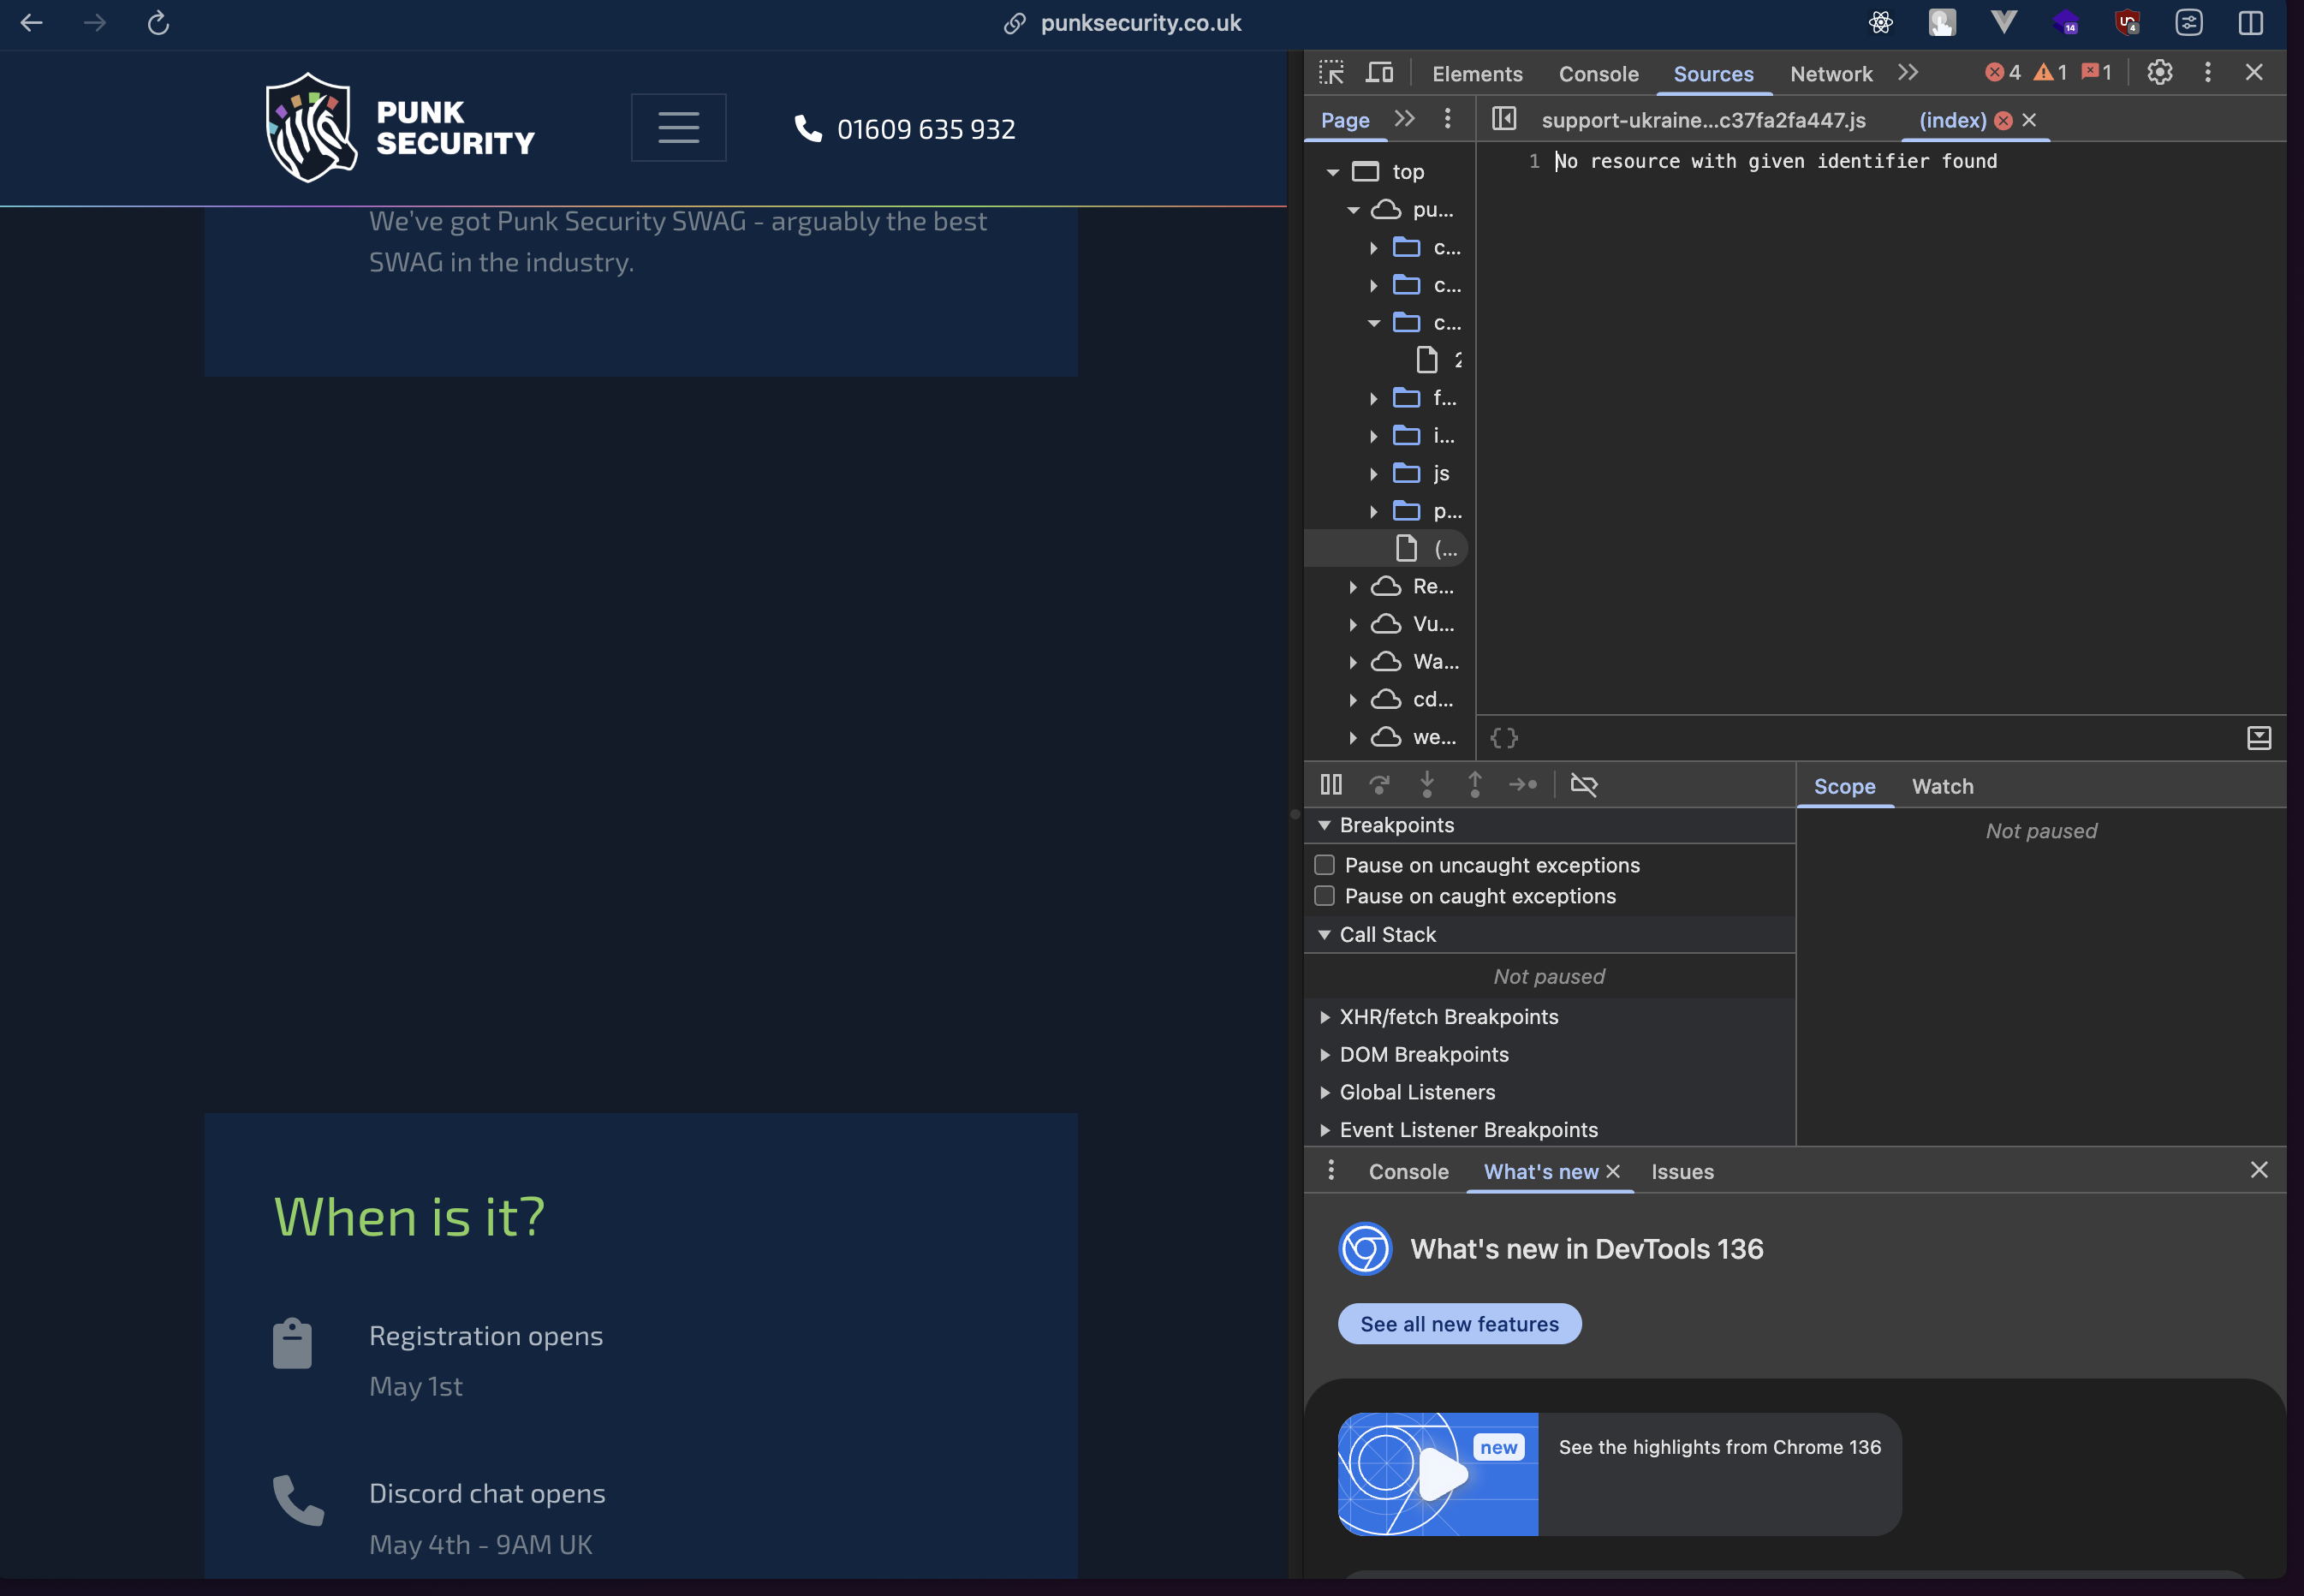 punksecurity.co.uk
14
4
PUNK
SECURITY
01609 635 932
We've got Punk Security SWAG - arguably the best
SWAG in the industry.
When is it?
Registration opens
May 1st
Discord chat opens
May 4th - 9AM UK
Elements
Console
Sources
Network
4
1
1
Page
support-ukraine...c37fa2fa447.js
(index)
top
pu...
c...
c...
c...
f...
i...
js
p...
(...
Re...
Vu...
Wa...
cd...
we...
1
No resource with given identifier found
{}
Scope
Watch
Not paused
Breakpoints
Pause on uncaught exceptions
Pause on caught exceptions
Call Stack
Not paused
XHR/fetch Breakpoints
DOM Breakpoints
Global Listeners
Event Listener Breakpoints
Console
What's new
Issues
What's new in DevTools 136
See all new features
new
See the highlights from Chrome 136